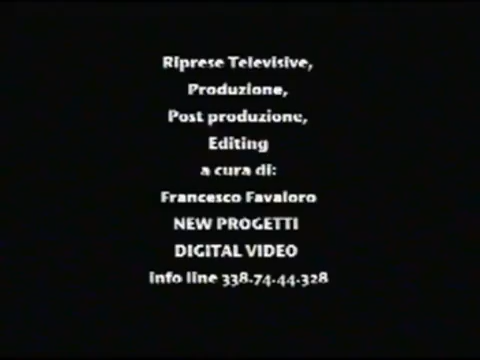 Riprese Televisive,
Produzione,
Post produzione,
Editing
a cura di:
Francesco Favaloro
NEW PROGETTI
DIGITAL VIDEO
info line 338.74.44.328